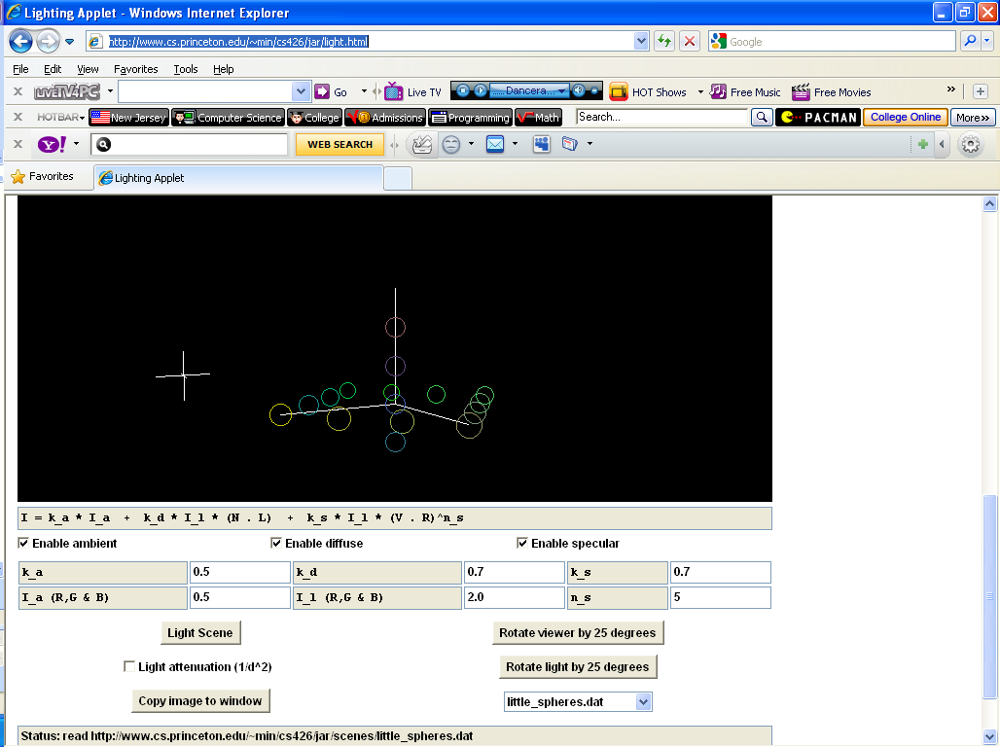 Lighting Applet - Windows Internet Explorer
http://www.cs.princeton.edu/~min/cs426/jar/light.html Google
File Edit View Favorites Tools Help
x LIVETV4PC Go Live TV Dancera... HOT Shows Free Music Free Movies »
x HOTBAR New Jersey Computer Science College Admissions Programming Math Search... PACMAN College Online More»
x Y! WEB SEARCH
Favorites Lighting Applet
I = k_a * I_a + k_d * I_l * (N . L) + k_s * I_l * (V . R)^n_s
Enable ambient Enable diffuse Enable specular
k_a 0.5 k_d 0.7 k_s 0.7
I_a (R,G & B) 0.5 I_l (R,G & B) 2.0 n_s 5
Light Scene Rotate viewer by 25 degrees
Light attenuation (1/d^2) Rotate light by 25 degrees
Copy image to window little_spheres.dat
Status: read http://www.cs.princeton.edu/~min/cs426/jar/scenes/little_spheres.dat